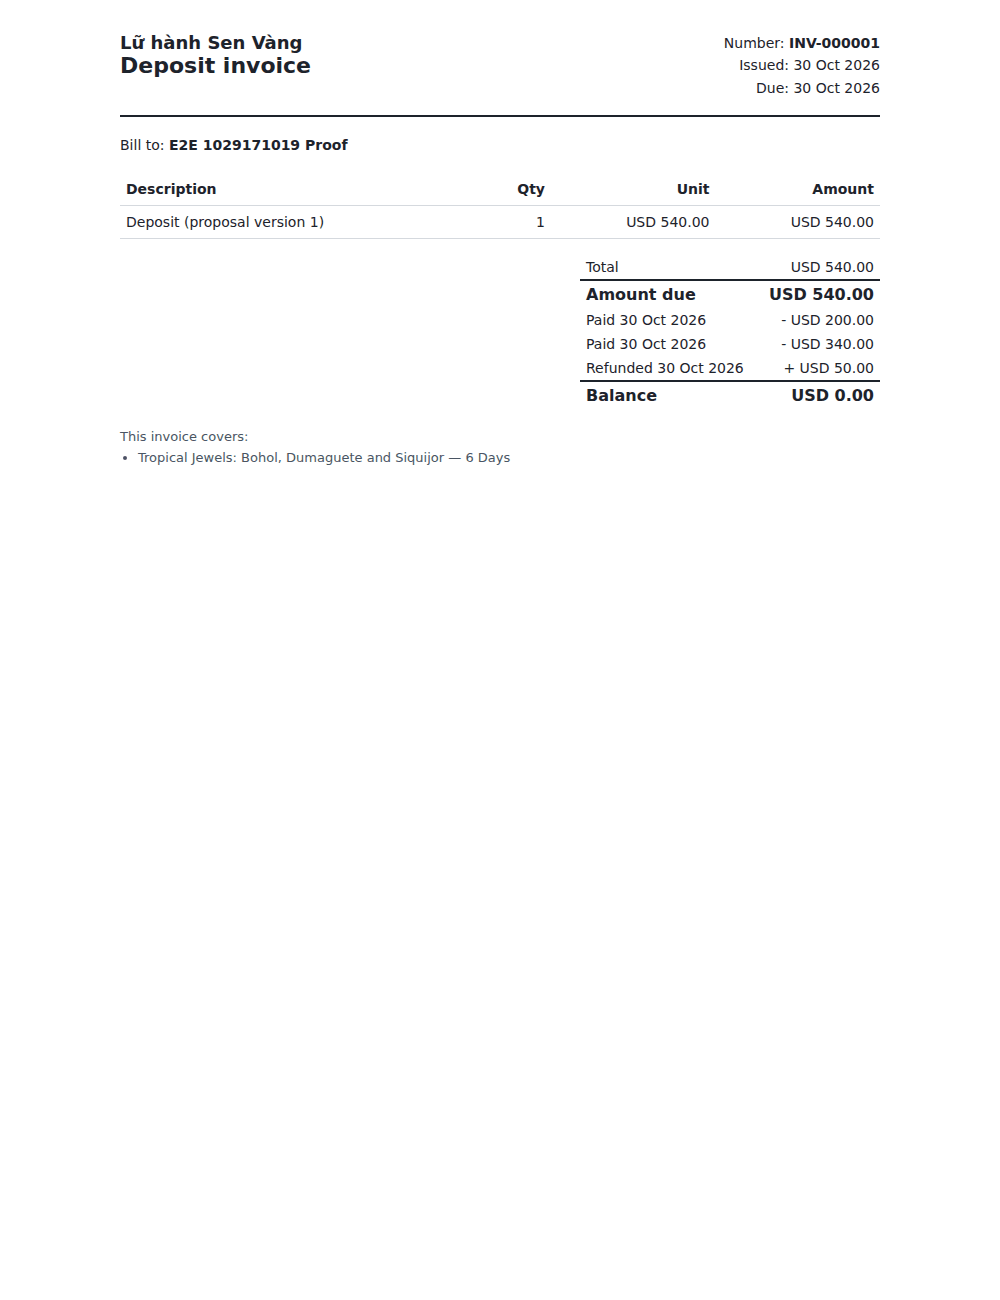 Lữ hành Sen Vàng
Deposit invoice
Number: INV-000001
Issued: 30 Oct 2026
Due: 30 Oct 2026
Bill to: E2E 1029171019 Proof
Description Qty Unit Amount
Deposit (proposal version 1) 1 USD 540.00 USD 540.00
Total USD 540.00
Amount due USD 540.00
Paid 30 Oct 2026 - USD 200.00
Paid 30 Oct 2026 - USD 340.00
Refunded 30 Oct 2026 + USD 50.00
Balance USD 0.00
This invoice covers:
• Tropical Jewels: Bohol, Dumaguete and Siquijor — 6 Days